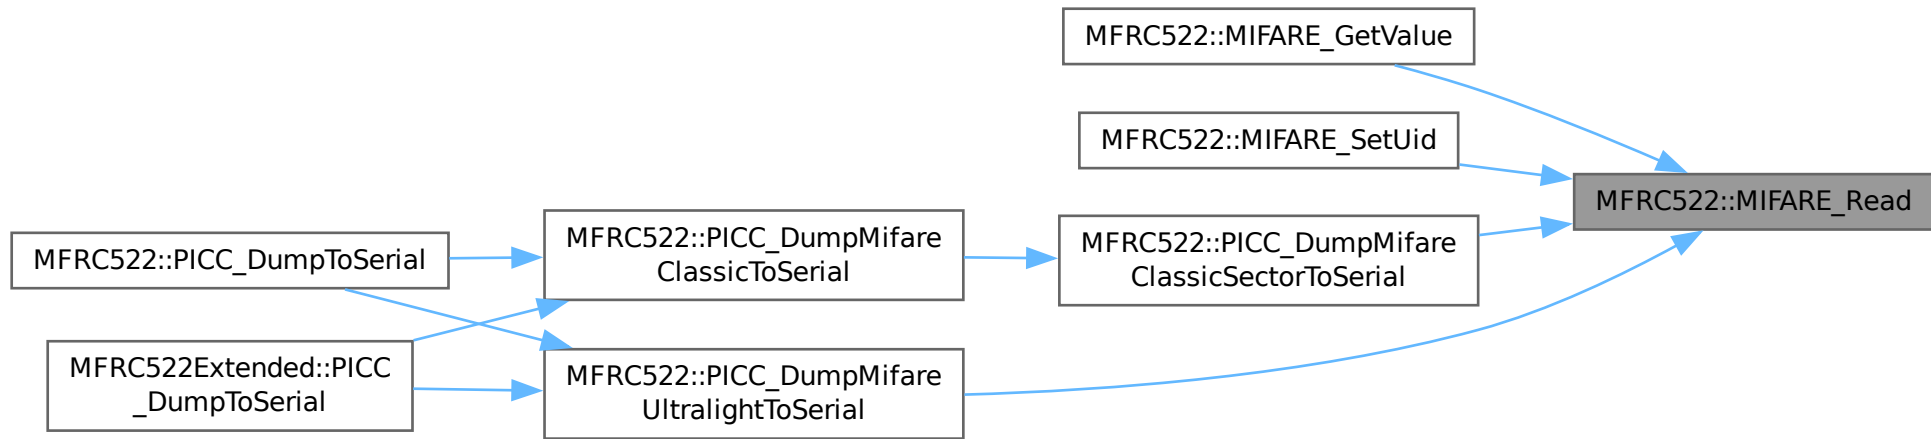 MFRC522::MIFARE_GetValue
MFRC522::MIFARE_SetUid
MFRC522::MIFARE_Read
MFRC522::PICC_DumpMifare
ClassicSectorToSerial
MFRC522::PICC_DumpMifare
ClassicToSerial
MFRC522::PICC_DumpToSerial
MFRC522Extended::PICC
_DumpToSerial
MFRC522::PICC_DumpMifare
UltralightToSerial